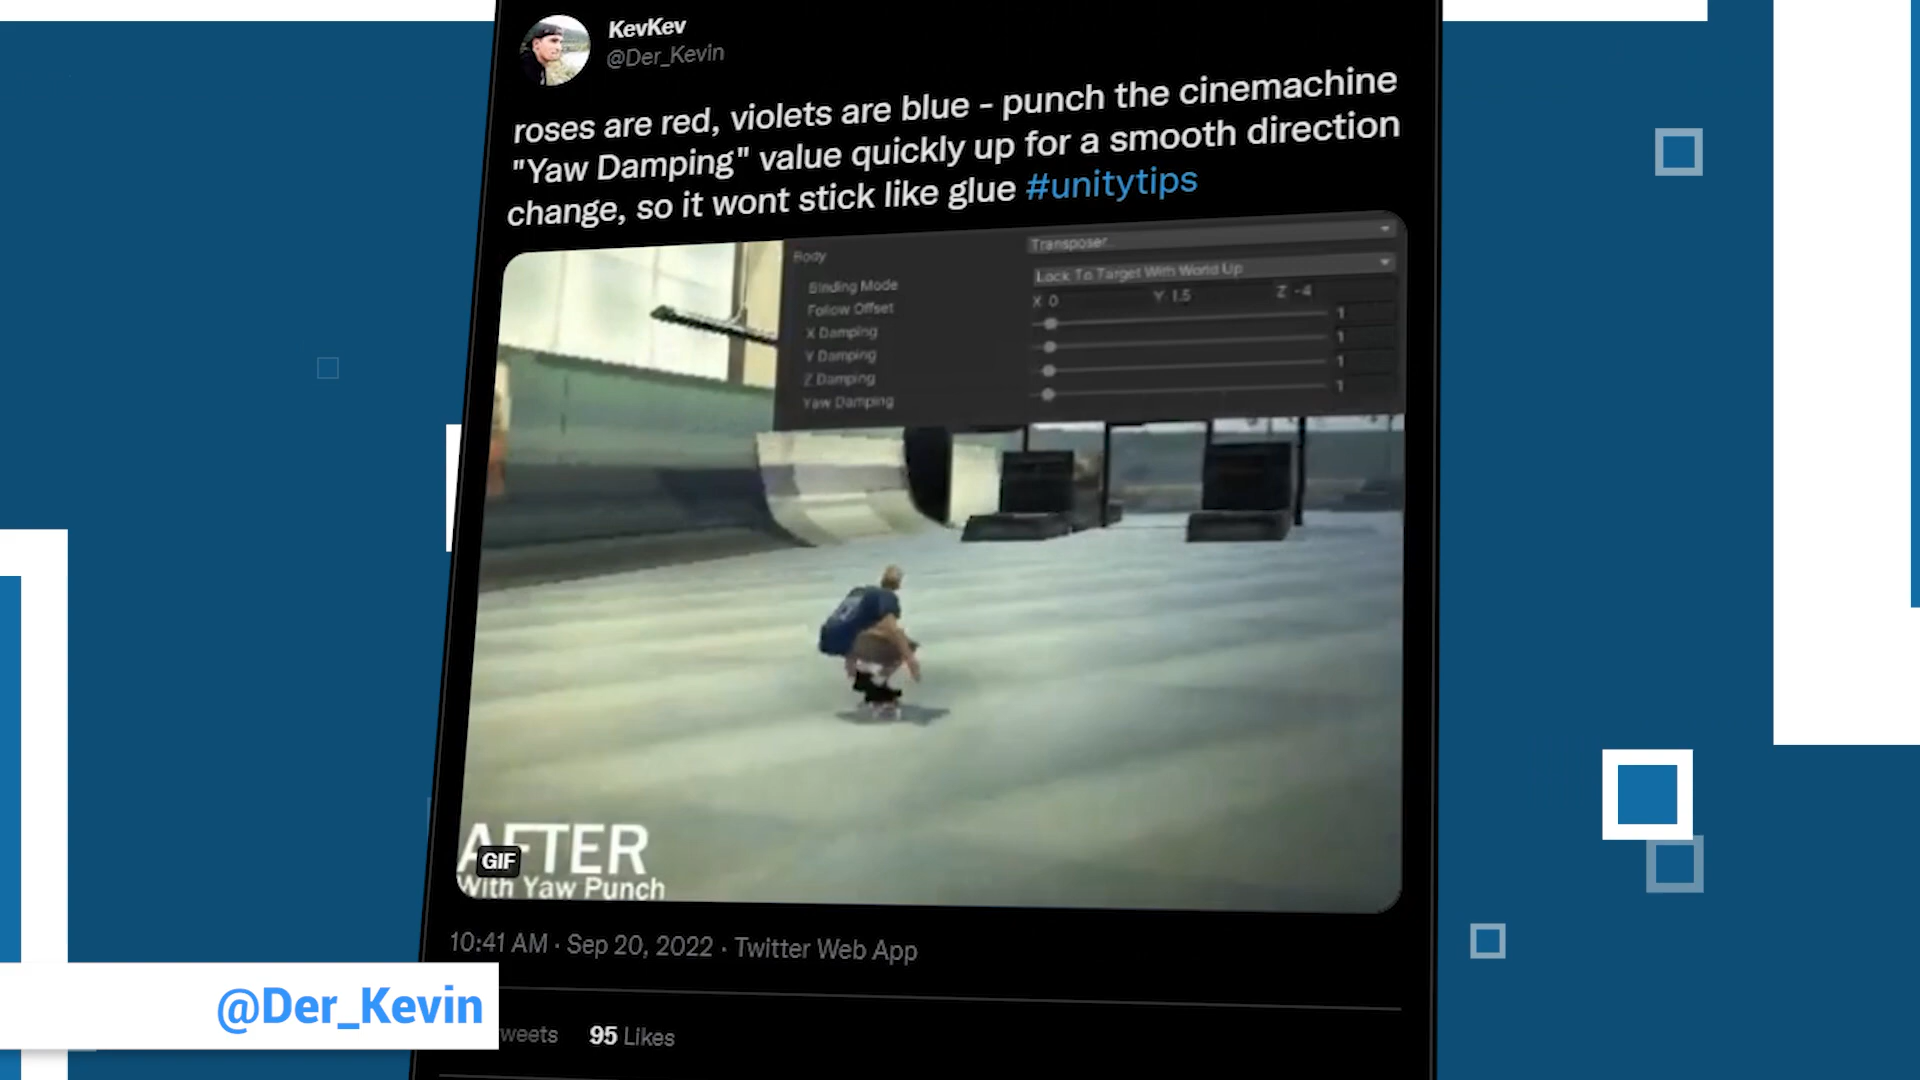 KevKev
@Der_Kevin
roses are red, violets are blue - punch the cinemachine
"Yaw Damping" value quickly up for a smooth direction
change, so it wont stick like glue #unitytips
Body
Transposer
Binding Mode
Lock To Target With World Up
Follow Offset
X 0 Y 1.5 Z -4
X Damping
1
Y Damping
1
Z Damping
1
Yaw Damping
1
AFTER
GIF
With Yaw Punch
10:41 AM · Sep 20, 2022 · Twitter Web App
@Der_Kevin
weets 95 Likes